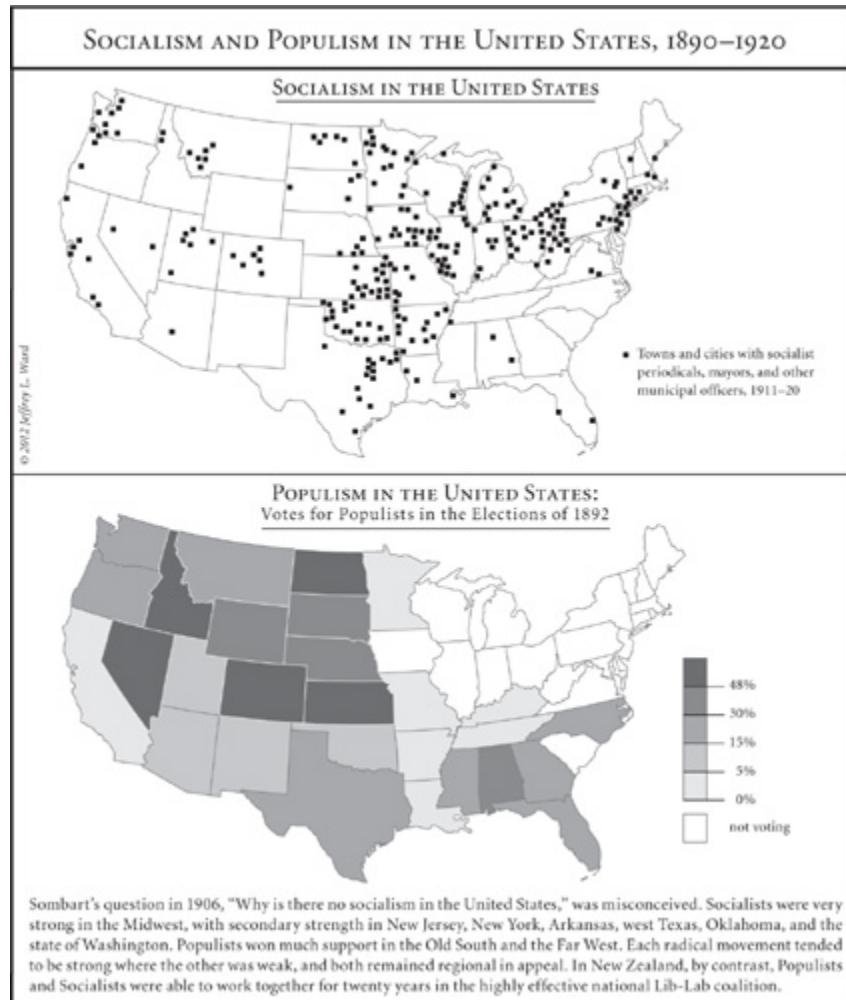 SOCIALISM AND POPULISM IN THE UNITED STATES, 1890–1920
SOCIALISM IN THE UNITED STATES
Towns and cities with socialist
periodicals, mayors, and other
municipal officers, 1911–20
© 2012 Jeffrey L. Ward
POPULISM IN THE UNITED STATES:
Votes for Populists in the Elections of 1892
48%
30%
15%
5%
0%
not voting
Sombart's question in 1906, "Why is there no socialism in the United States," was misconceived. Socialists were very
strong in the Midwest, with secondary strength in New Jersey, New York, Arkansas, west Texas, Oklahoma, and the
state of Washington. Populists won much support in the Old South and the Far West. Each radical movement tended
to be strong where the other was weak, and both remained regional in appeal. In New Zealand, by contrast, Populists
and Socialists were able to work together for twenty years in the highly effective national Lib-Lab coalition.